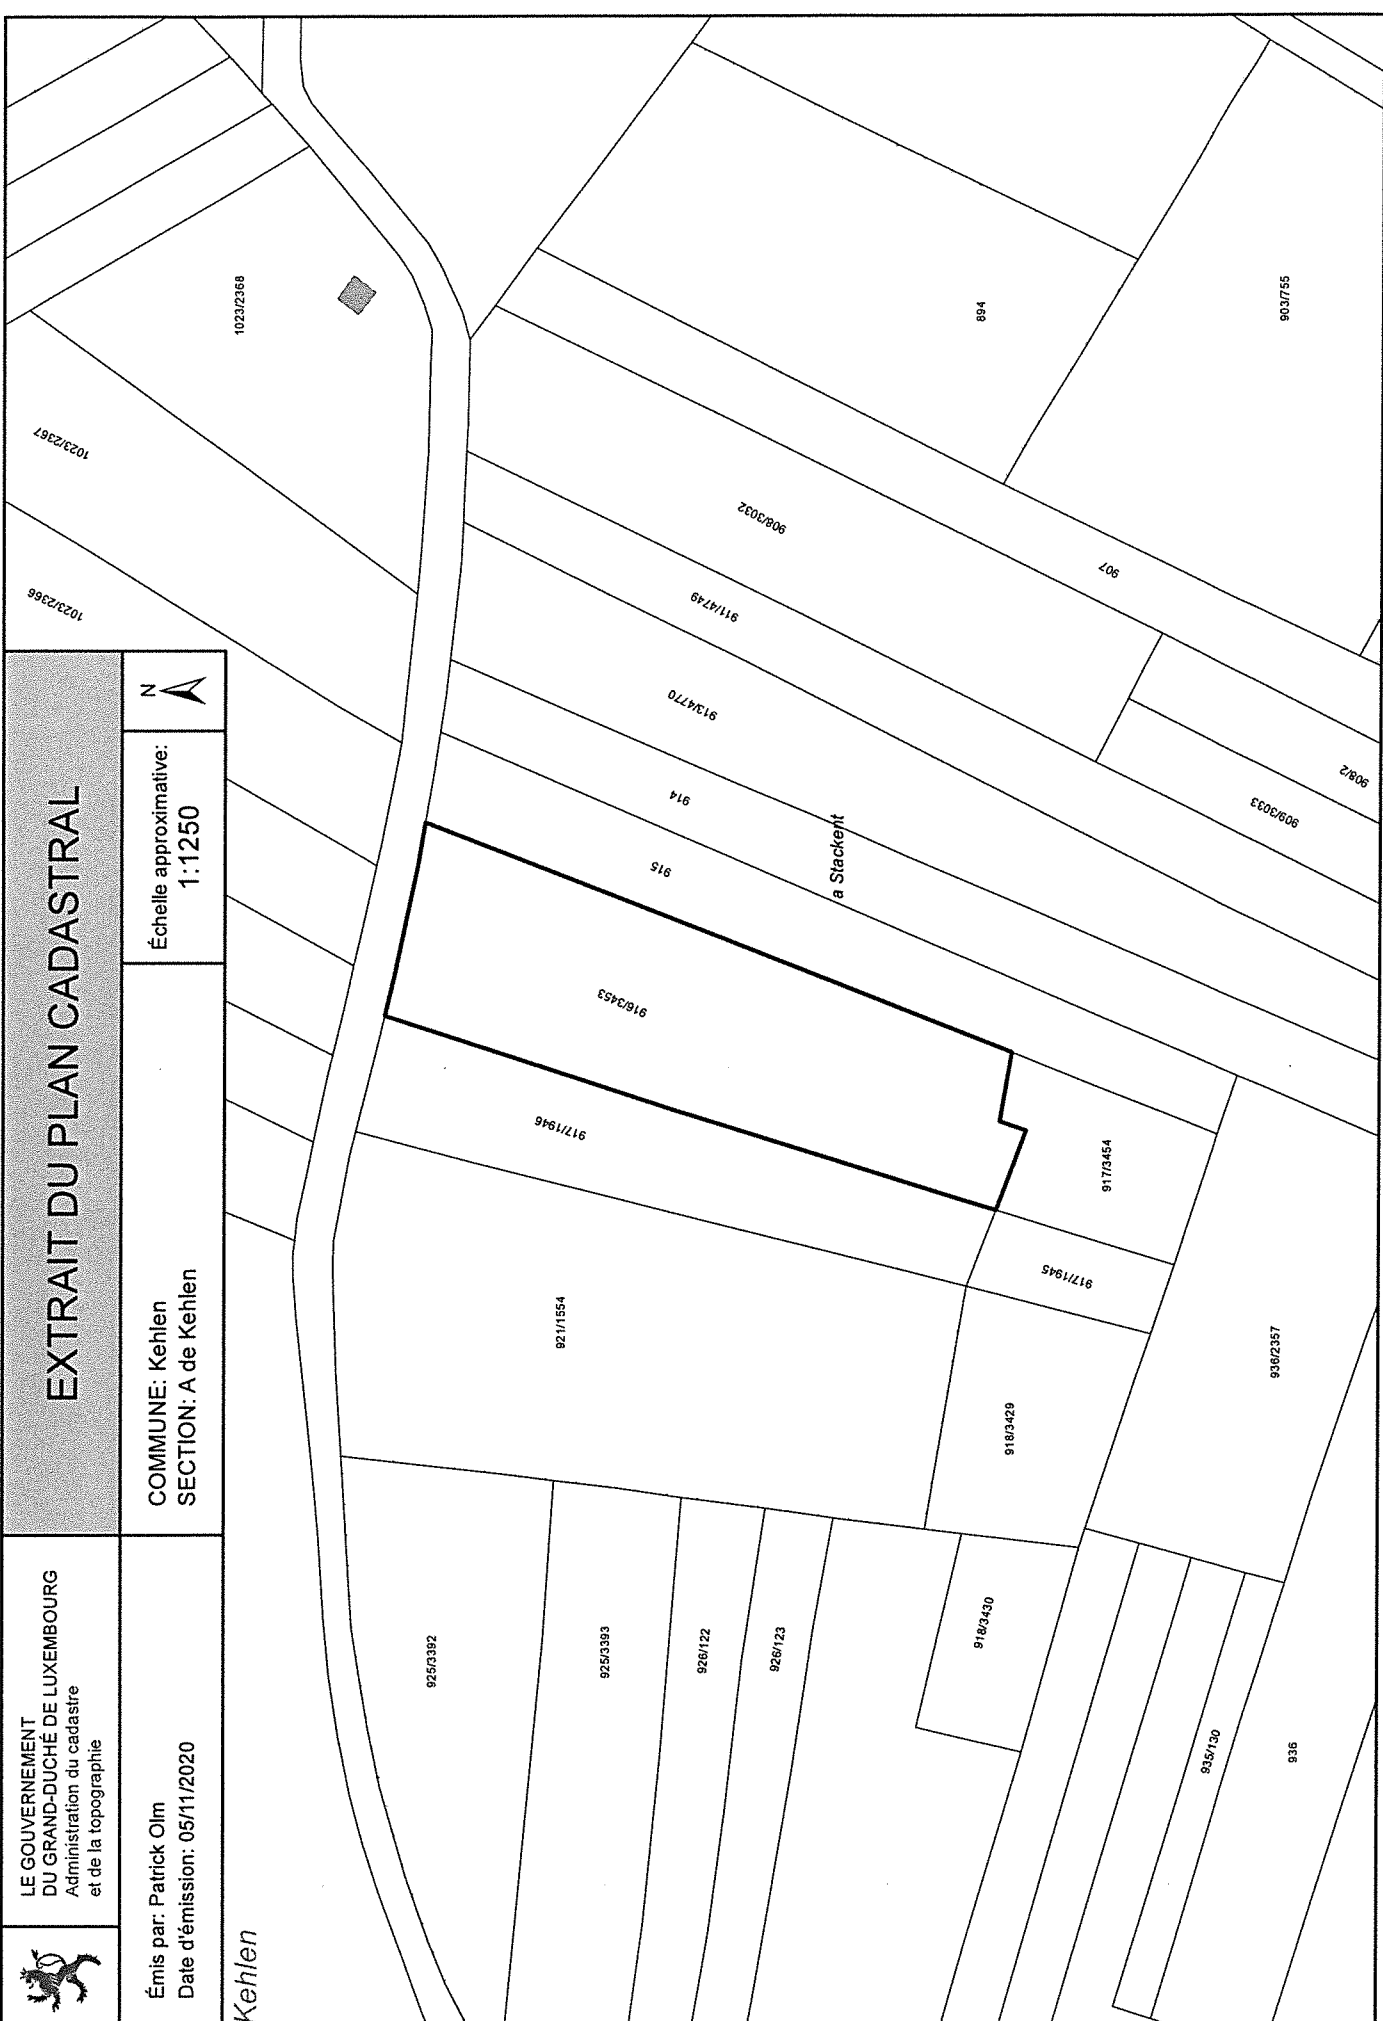 LE GOUVERNEMENT
DU GRAND-DUCHÉ DE LUXEMBOURG
Administration du cadastre
et de la topographie
EXTRAIT DU PLAN CADASTRAL
Émis par: Patrick Olm
Date d'émission: 05/11/2020
COMMUNE: Kehlen
SECTION: A de Kehlen
Échelle approximative:
1:1250
N
Kehlen
1023/2366
1023/2367
1023/2368
925/3392
921/1554
917/1946
916/3453
915
914
913/4770
911/4749
908/3032
925/3393
926/122
926/123
a Stackent
894
918/3430
918/3429
917/1945
917/3454
907
903/755
935/130
936
936/2357
909/3033
908/2